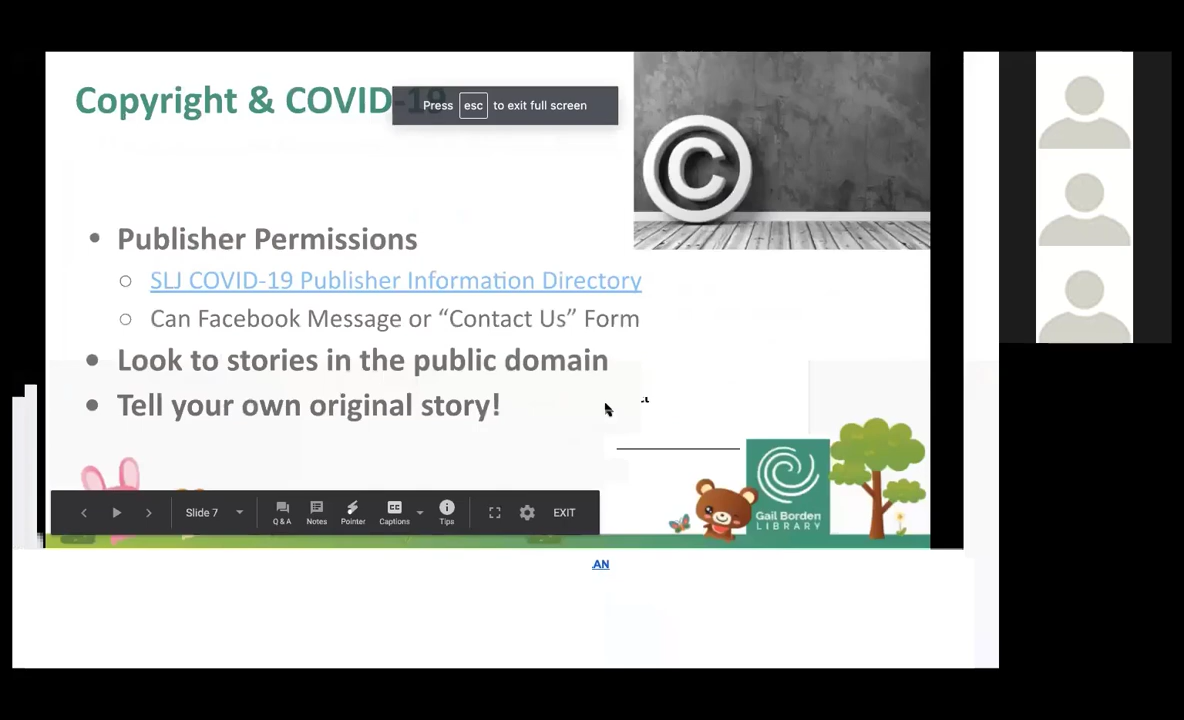 Copyright & COVID-19
Press esc to exit full screen
• Publisher Permissions
○ SLJ COVID-19 Publisher Information Directory
○ Can Facebook Message or “Contact Us” Form
• Look to stories in the public domain
• Tell your own original story!
Slide 7
Q & A
Notes
Pointer
CC
Captions
Tips
EXIT
Gail Borden
LIBRARY
AN